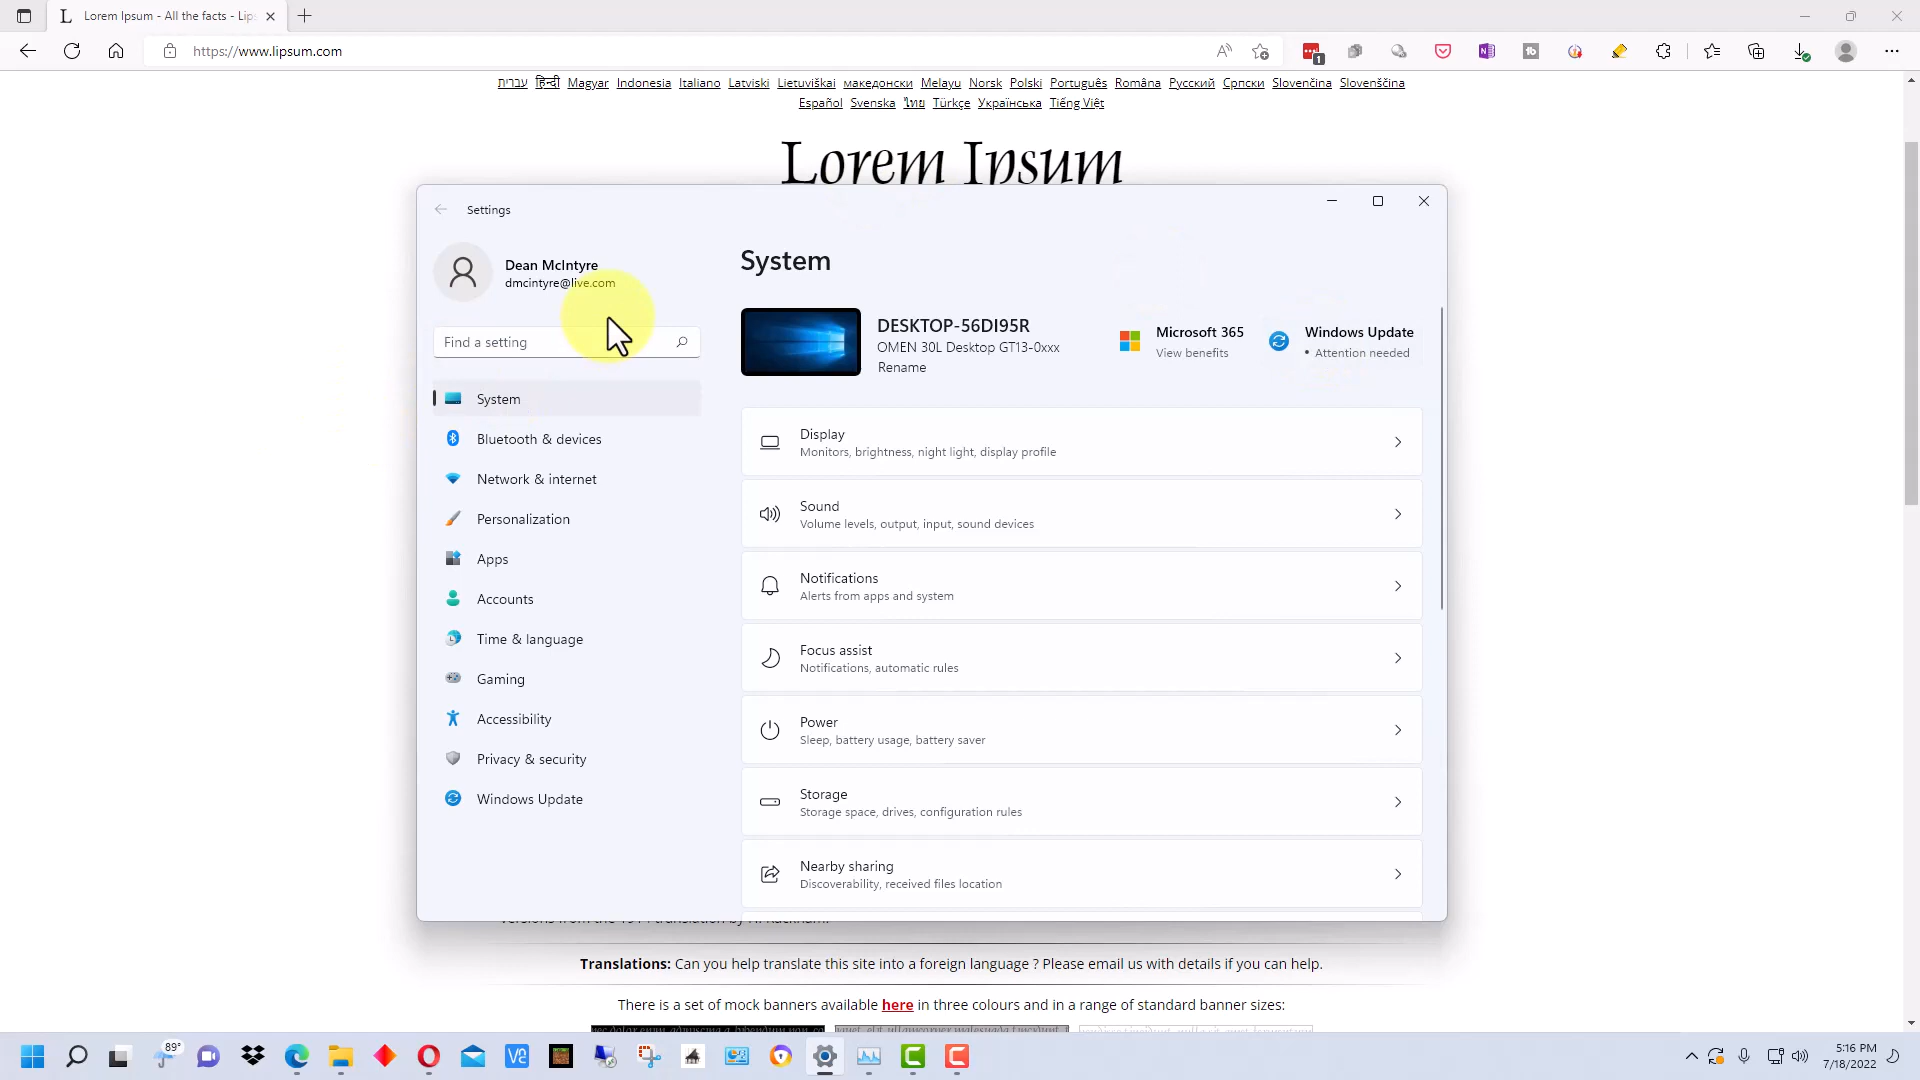 Lorem Ipsum - All the facts - Lip
https://www.lipsum.com
1
עברית हिन्दी Magyar Indonesia Italiano Latviski Lietuviškai македонски Melayu Norsk Polski Português Româna Русский Српски Slovenčina Slovenščina
Español Svenska ไทย Türkçe Українська Tiếng Việt
Lorem Ipsum
Settings
Dean McIntyre
dmcintyre@live.com
Find a setting
System
Bluetooth & devices
Network & internet
Personalization
Apps
Accounts
Time & language
Gaming
Accessibility
Privacy & security
Windows Update
System
DESKTOP-56DI95R
OMEN 30L Desktop GT13-0xxx
Rename
Microsoft 365
View benefits
Windows Update
• Attention needed
Display
Monitors, brightness, night light, display profile
Sound
Volume levels, output, input, sound devices
Notifications
Alerts from apps and system
Focus assist
Notifications, automatic rules
Power
Sleep, battery usage, battery saver
Storage
Storage space, drives, configuration rules
Nearby sharing
Discoverability, received files location
Translations: Can you help translate this site into a foreign language ? Please email us with details if you can help.
There is a set of mock banners available here in three colours and in a range of standard banner sizes:
89°
5:16 PM
7/18/2022